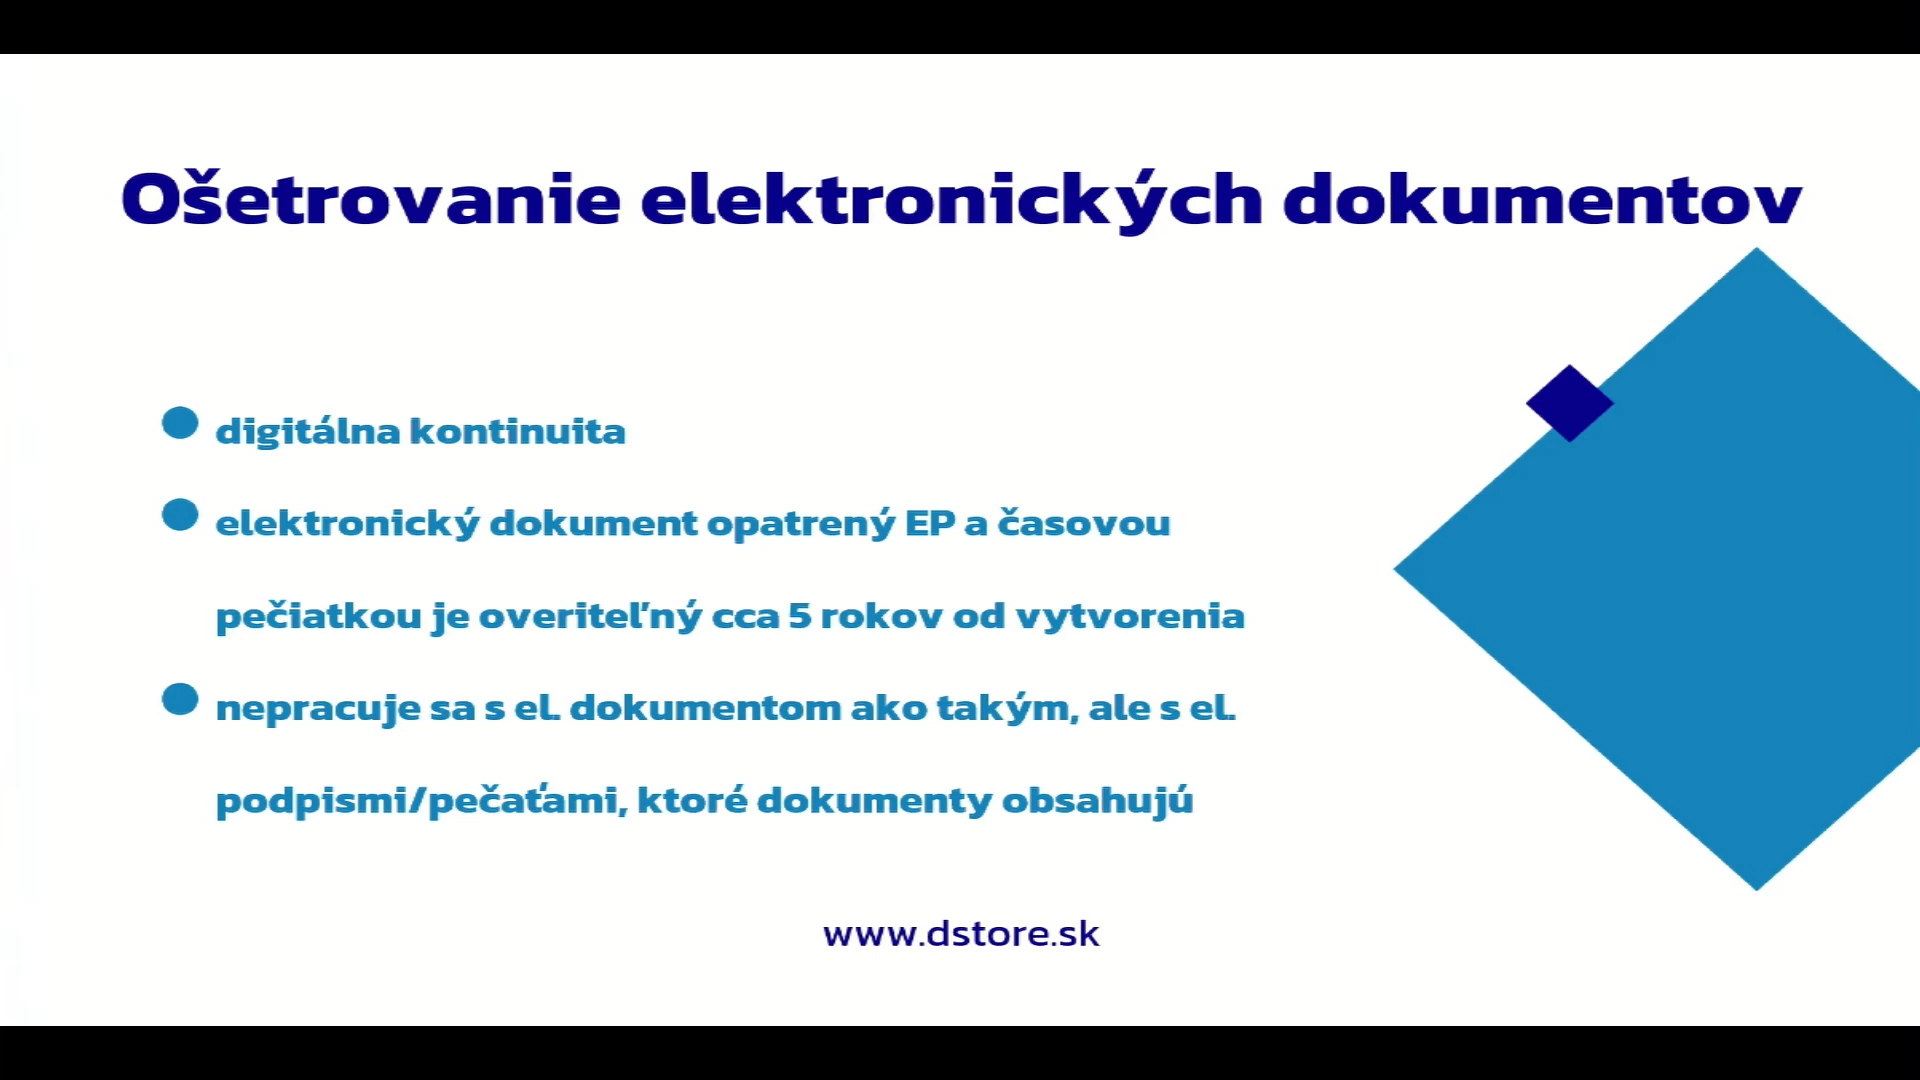 Ošetrovanie elektronických dokumentov
digitálna kontinuita
elektronický dokument opatrený EP a časovou
pečiatkou je overiteľný cca 5 rokov od vytvorenia
nepracuje sa s el. dokumentom ako takým, ale s el.
podpismi/pečaťami, ktoré dokumenty obsahujú
www.dstore.sk